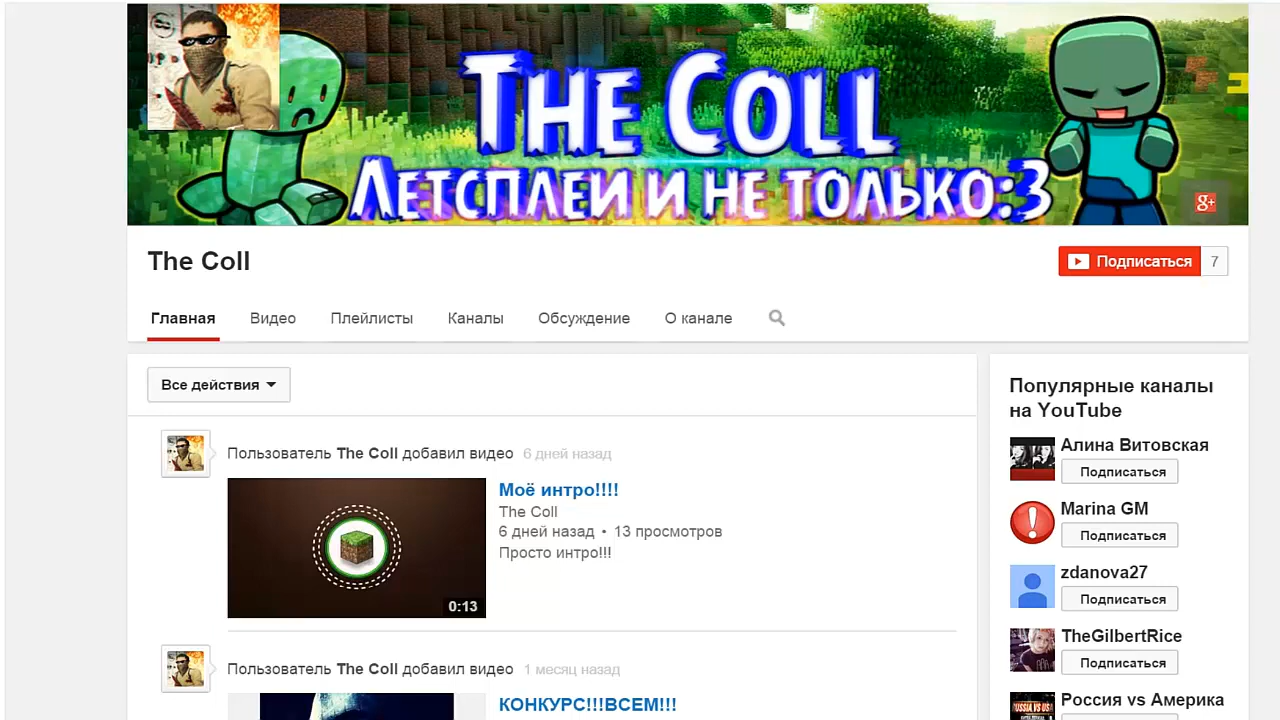 THE COLL
ЛЕТСПЛЕИ И НЕ ТОЛЬКО:З
g+
The Coll
Подписаться 7
Главная Видео Плейлисты Каналы Обсуждение О канале
Все действия
Популярные каналы
на YouTube
Пользователь The Coll добавил видео 6 дней назад
Моё интро!!!!
The Coll
6 дней назад • 13 просмотров
Просто интро!!!
0:13
Пользователь The Coll добавил видео 1 месяц назад
КОНКУРС!!!ВСЕМ!!!
Алина Витовская
Подписаться
Marina GM
Подписаться
zdanova27
Подписаться
TheGilbertRice
Подписаться
Россия vs Америка
RUSSIA VS USA